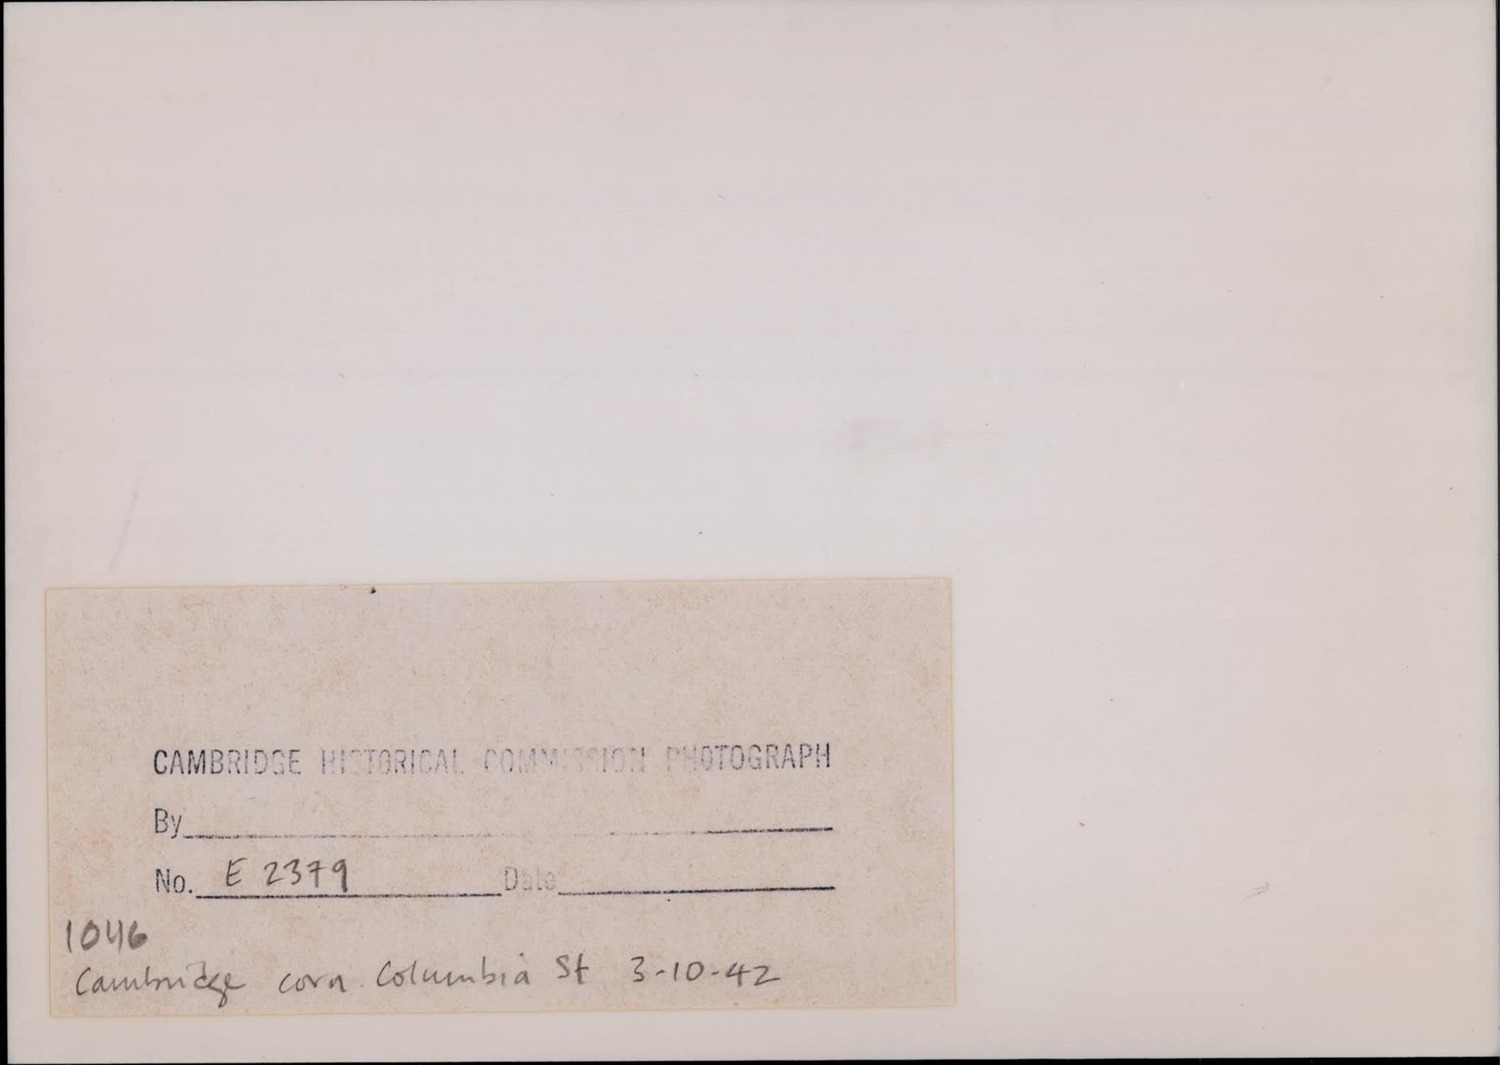 CAMBRIDGE HISTORICAL COMMISSION PHOTOGRAPH
By
No. E 2379 Date
1046
Cambridge corn. Columbia St 3-10-42